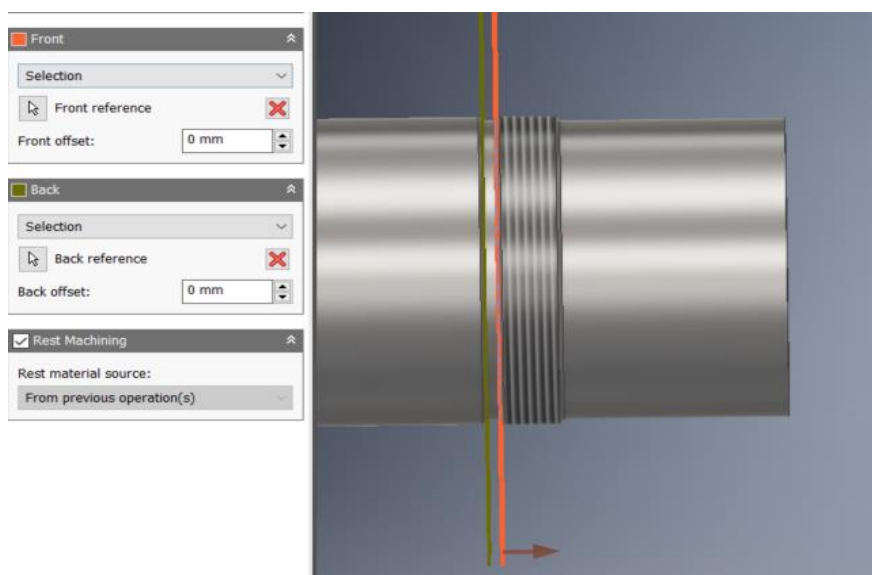 Front
Selection
Front reference
Front offset: 0 mm
Back
Selection
Back reference
Back offset: 0 mm
Rest Machining
Rest material source:
From previous operation(s)